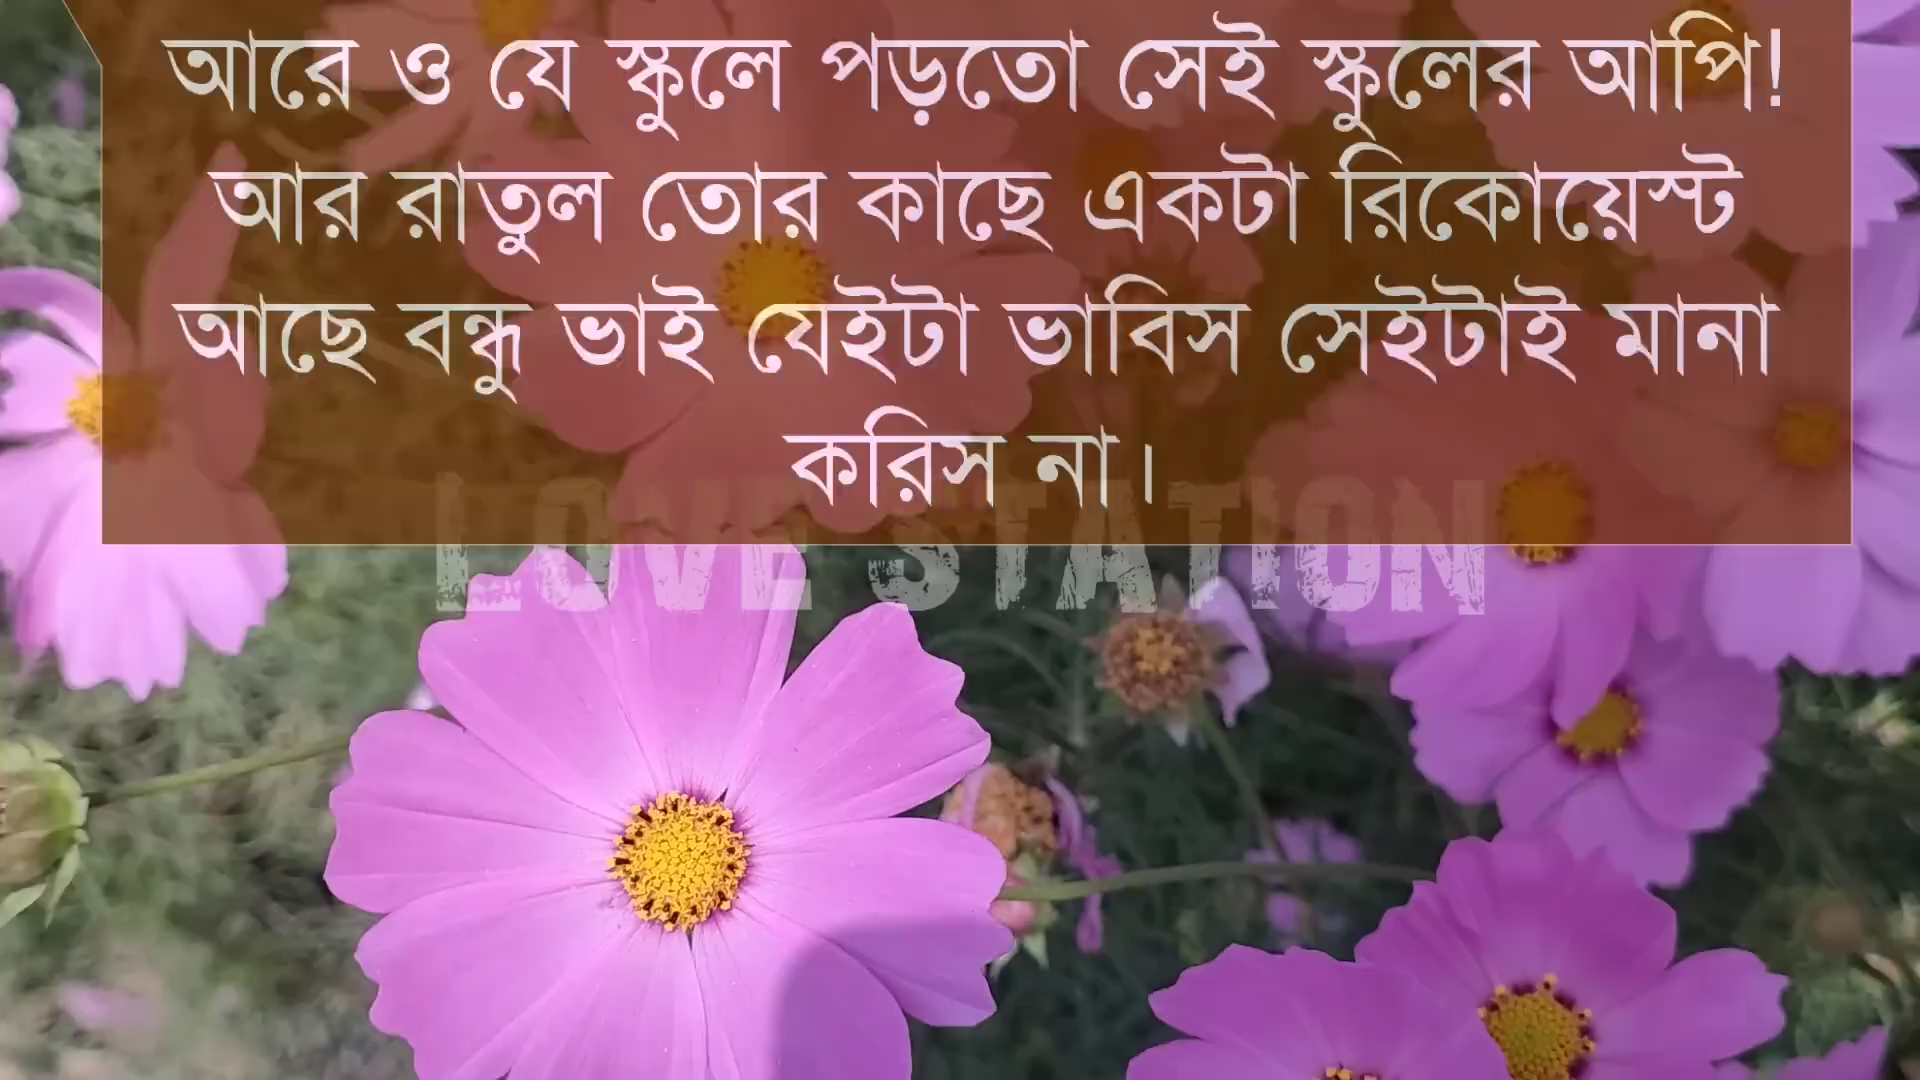 আরে ও যে স্কুলে পড়তো সেই স্কুলের আপি!
আর রাতুল তোর কাছে একটা রিকোয়েস্ট
আছে বন্ধু ভাই যেইটা ভাবিস সেইটাই মানা
করিস না।
LOVE STATION